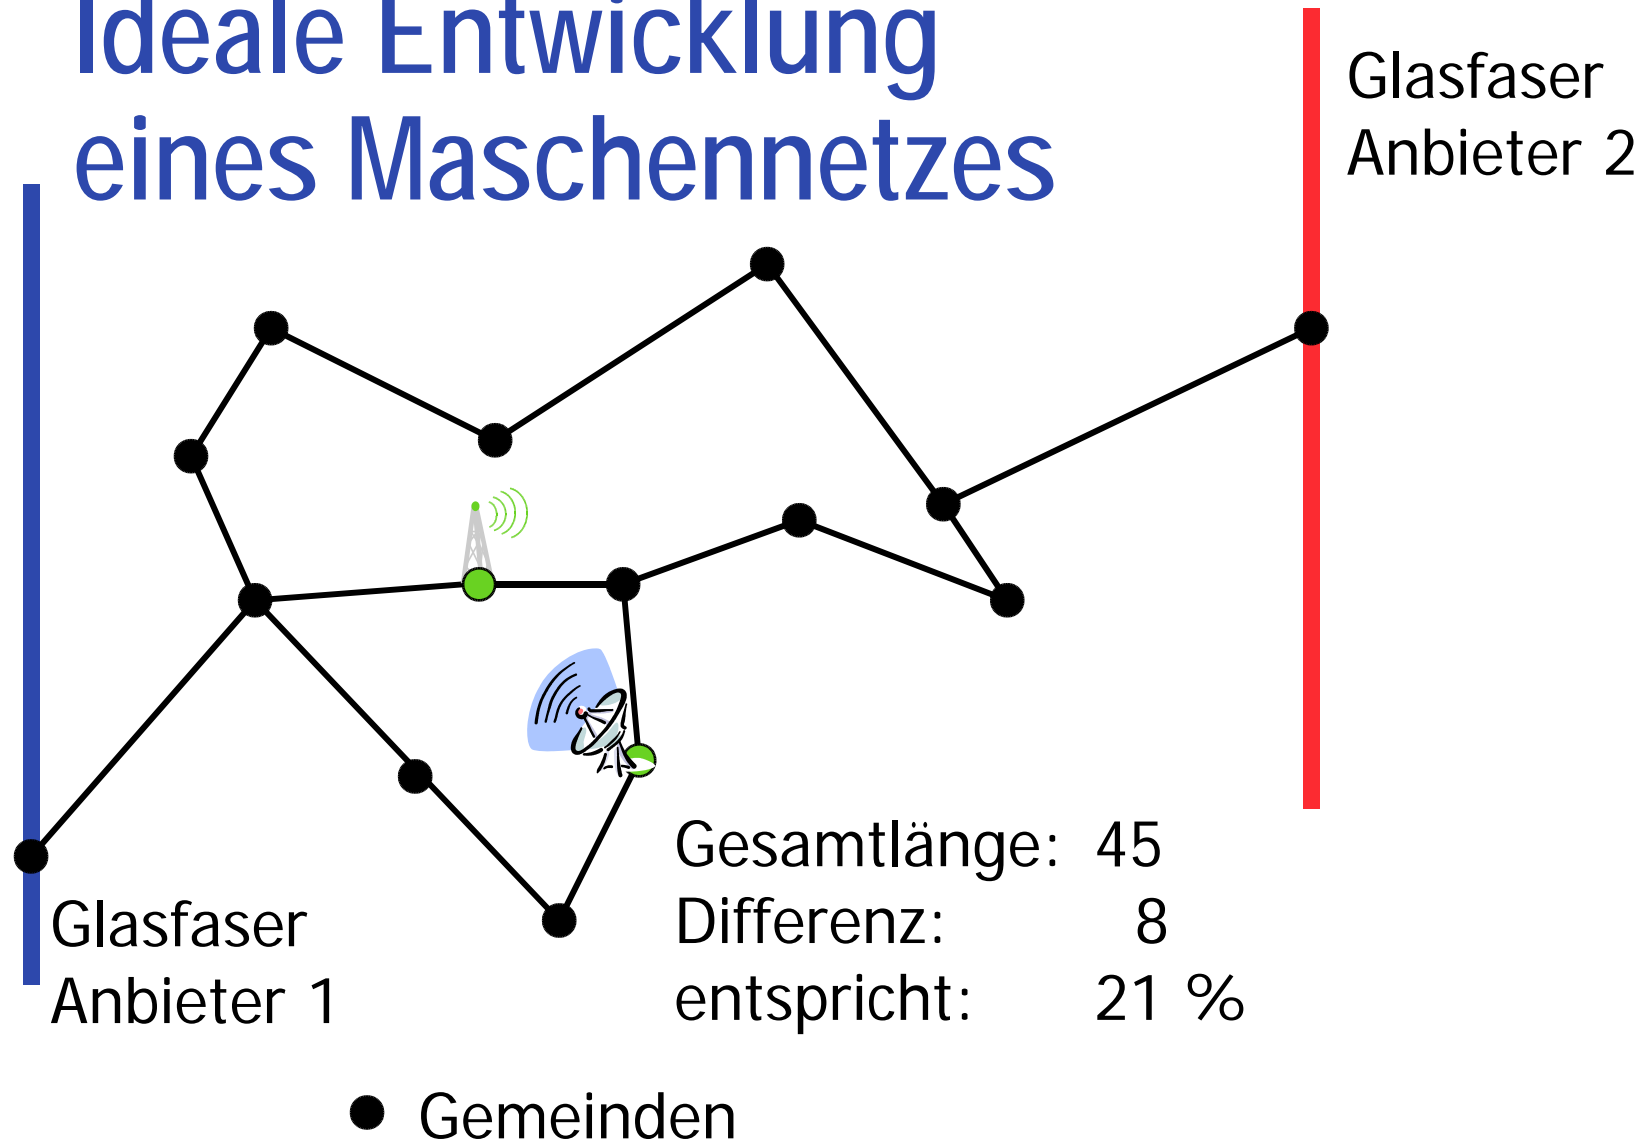 Ideale Entwicklung
eines Maschennetzes
Glasfaser
Anbieter 2
Glasfaser
Anbieter 1
Gesamtlänge: 45
Differenz: 8
entspricht: 21 %
Gemeinden